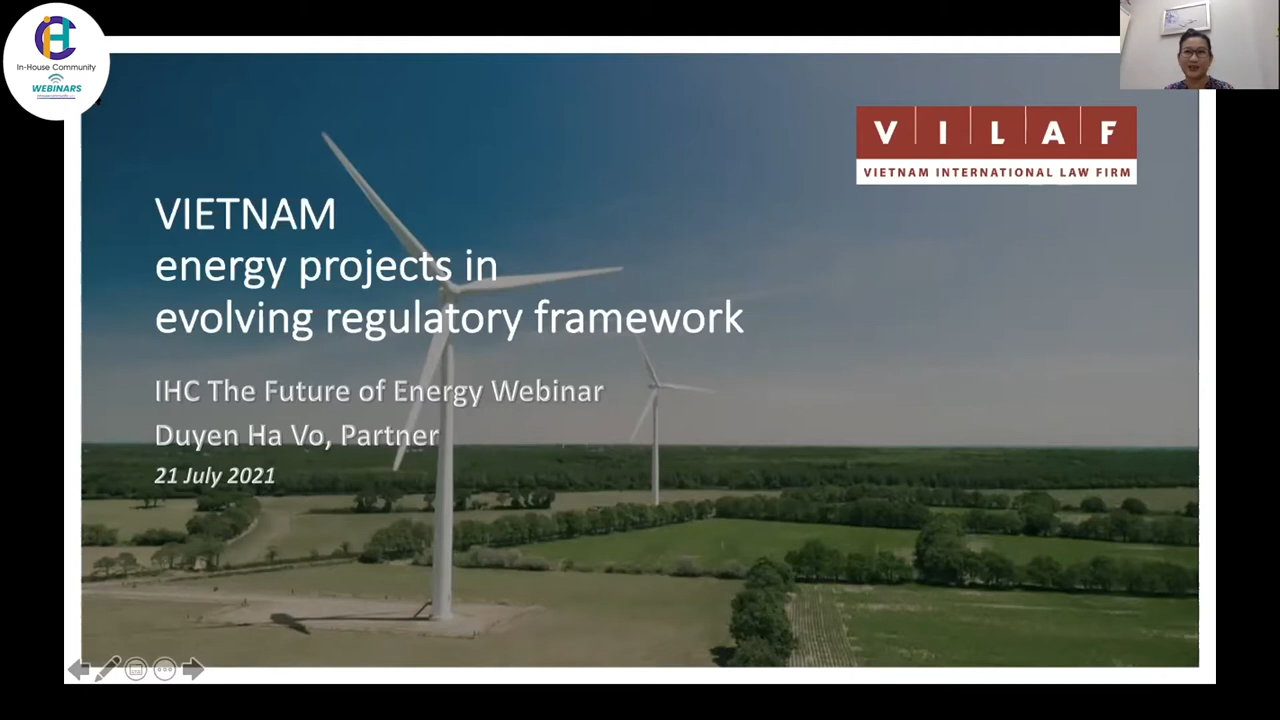 In-House Community
WEBINARS
VILAF
VIETNAM INTERNATIONAL LAW FIRM
VIETNAM
energy projects in
evolving regulatory framework
IHC The Future of Energy Webinar
Duyen Ha Vo, Partner
21 July 2021